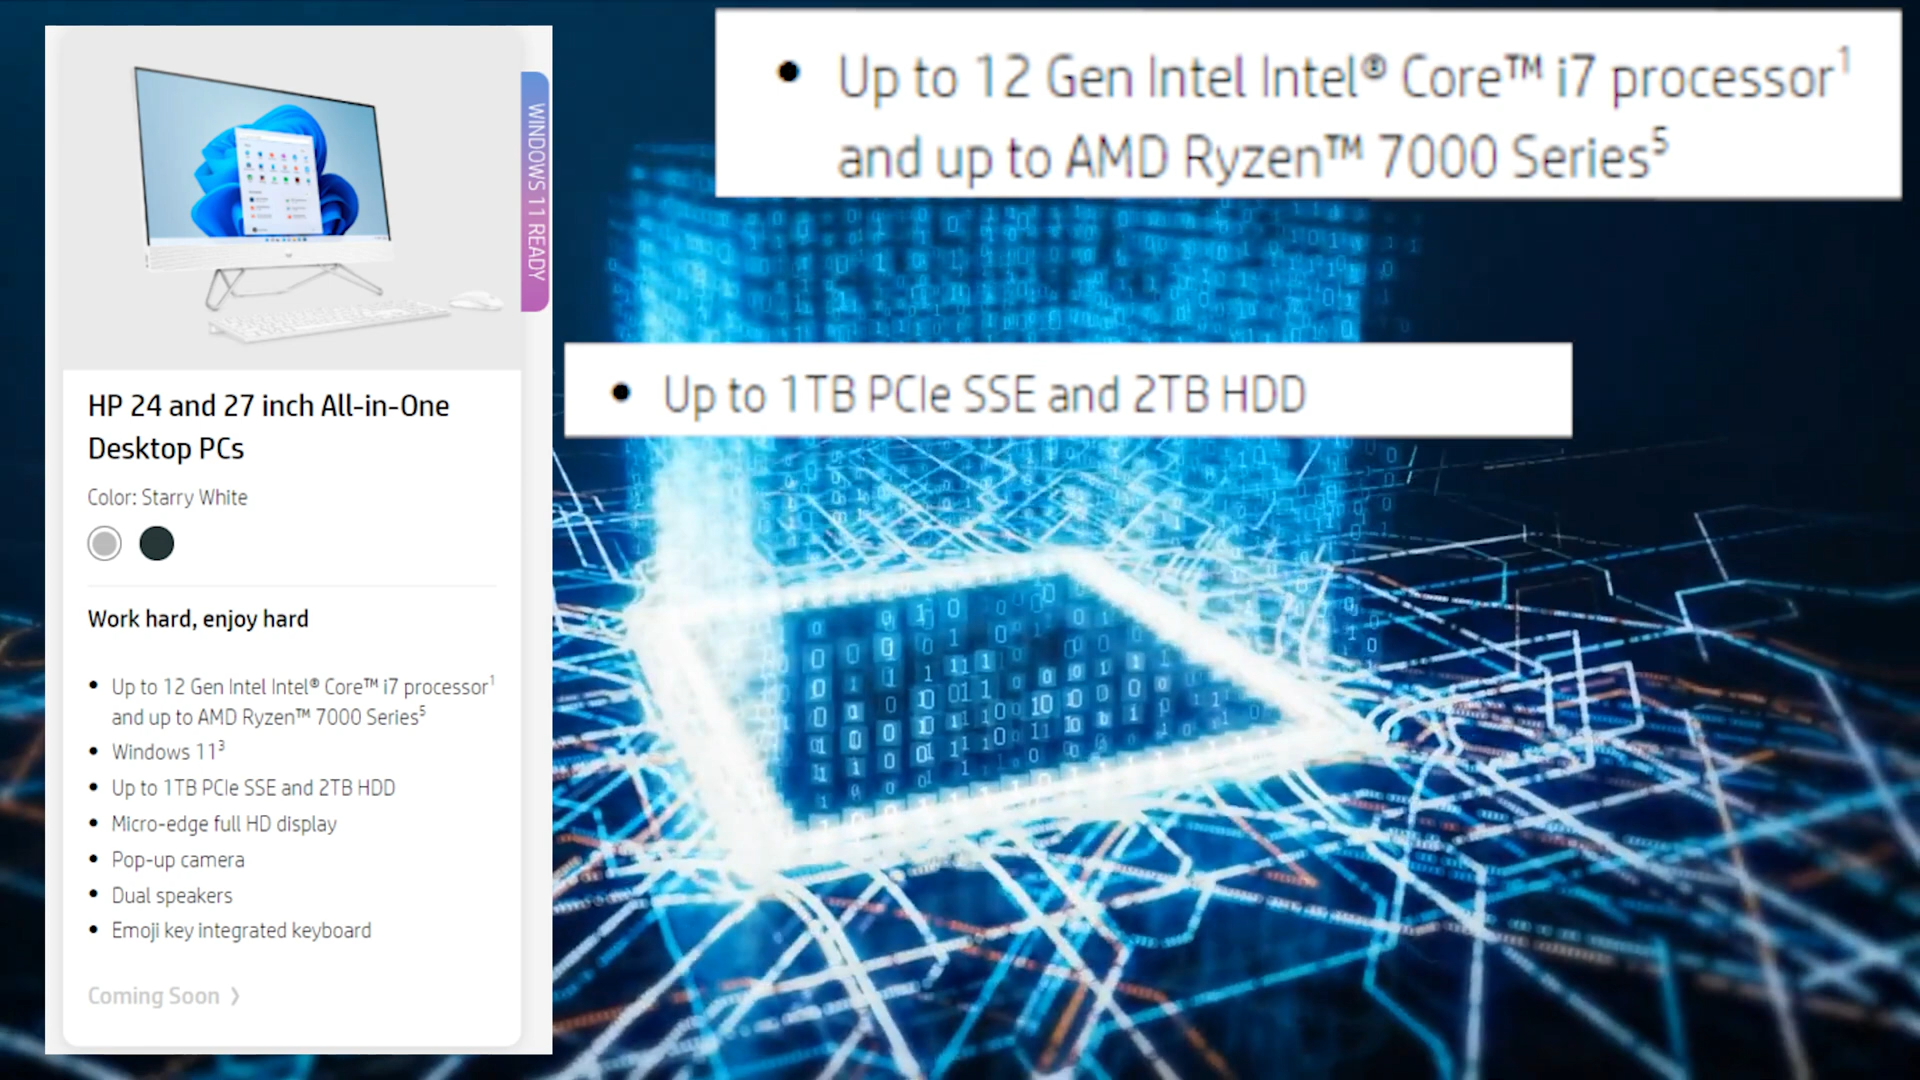 WINDOWS 11 READY
HP 24 and 27 inch All-in-One
Desktop PCs
Color: Starry White
Work hard, enjoy hard
• Up to 12 Gen Intel Intel® Core™ i7 processor¹
and up to AMD Ryzen™ 7000 Series⁵
• Windows 11³
• Up to 1TB PCIe SSE and 2TB HDD
• Micro-edge full HD display
• Pop-up camera
• Dual speakers
• Emoji key integrated keyboard
Coming Soon ❯
• Up to 12 Gen Intel Intel® Core™ i7 processor¹
and up to AMD Ryzen™ 7000 Series⁵
• Up to 1TB PCIe SSE and 2TB HDD